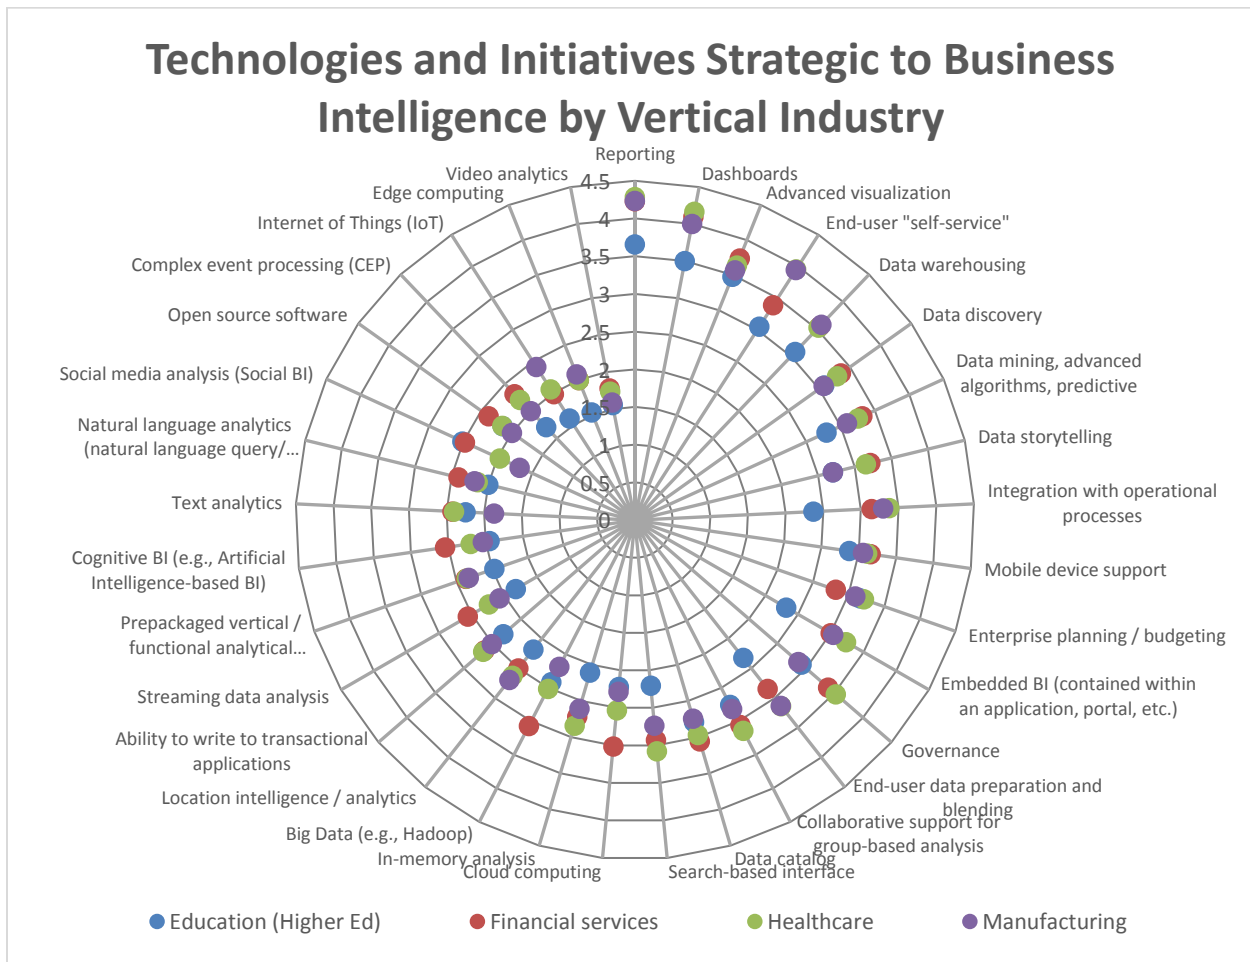 Technologies and Initiatives Strategic to Business
Intelligence by Vertical Industry
Reporting
Dashboards
Advanced visualization
End-user "self-service"
Data warehousing
Data discovery
Data mining, advanced
algorithms, predictive
Data storytelling
Integration with operational
processes
Mobile device support
Enterprise planning / budgeting
Embedded BI (contained within
an application, portal, etc.)
Governance
End-user data preparation and
blending
Collaborative support for
group-based analysis
Data catalog
Search-based interface
Cloud computing
In-memory analysis
Big Data (e.g., Hadoop)
Location intelligence / analytics
Ability to write to transactional
applications
Streaming data analysis
Prepackaged vertical /
functional analytical...
Cognitive BI (e.g., Artificial
Intelligence-based BI)
Text analytics
Natural language analytics
(natural language query/...
Social media analysis (Social BI)
Open source software
Complex event processing (CEP)
Internet of Things (IoT)
Edge computing
Video analytics
4.5
4
3.5
3
2.5
2
1.5
1
0.5
0
Education (Higher Ed)
Financial services
Healthcare
Manufacturing